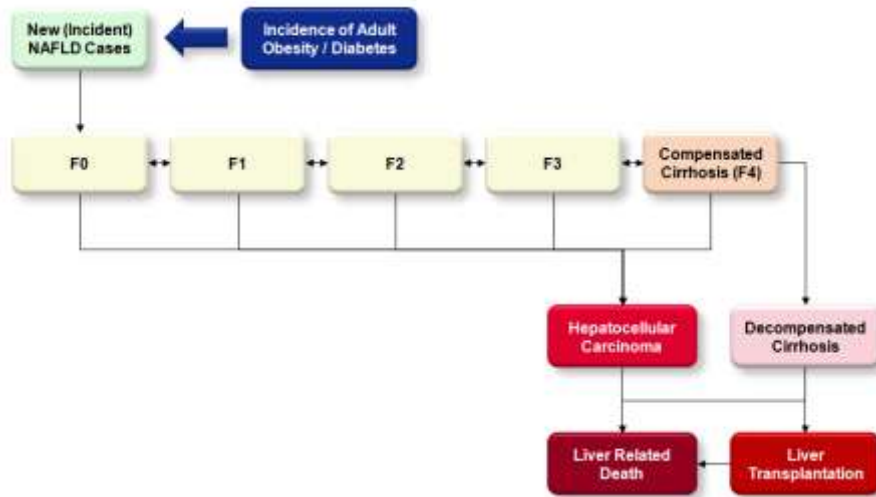 New (Incident)
NAFLD Cases
Incidence of Adult
Obesity / Diabetes
F0
F1
F2
F3
Compensated
Cirrhosis (F4)
Hepatocellular
Carcinoma
Decompensated
Cirrhosis
Liver Related
Death
Liver
Transplantation